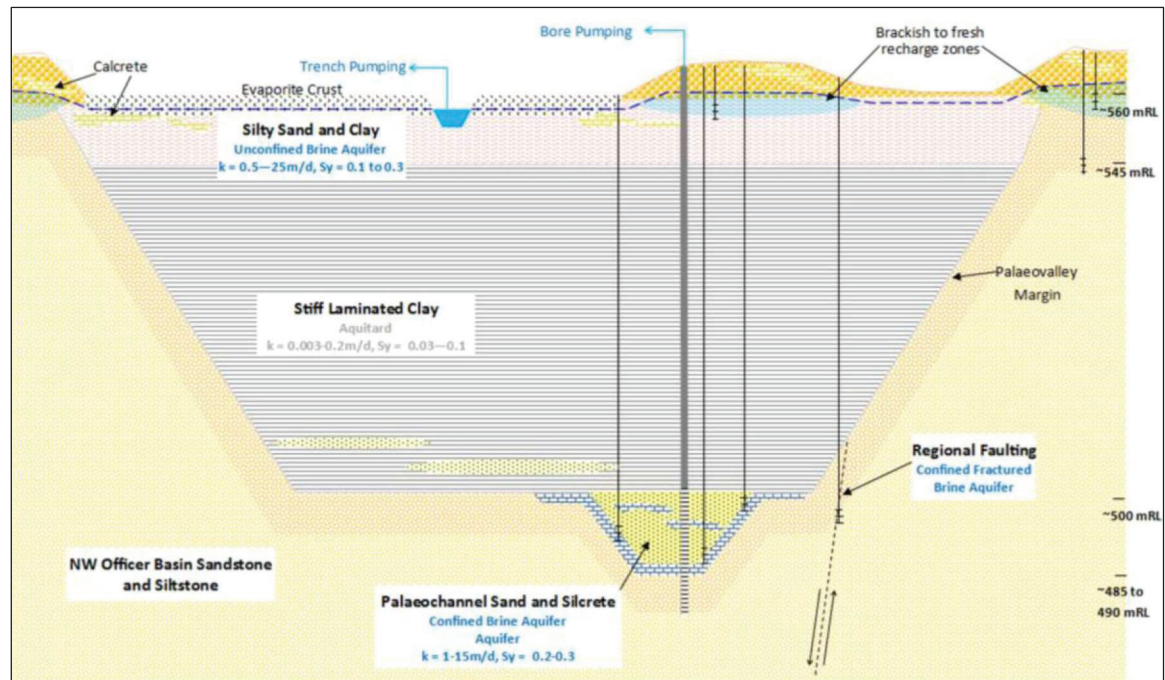 Bore Pumping
Brackish to fresh
recharge zones
Calcrete
Trench Pumping
Evaporite Crust
~560 mRL
Silty Sand and Clay
Unconfined Brine Aquifer
k = 0.5—25m/d, Sy = 0.1 to 0.3
~545 mRL
Palaeovalley
Margin
Stiff Laminated Clay
Aquitard
k = 0.003-0.2m/d, Sy = 0.03—0.1
Regional Faulting
Confined Fractured
Brine Aquifer
~500 mRL
NW Officer Basin Sandstone
and Siltstone
~485 to
490 mRL
Palaeochannel Sand and Silcrete
Confined Brine Aquifer
Aquifer
k = 1-15m/d, Sy = 0.2-0.3